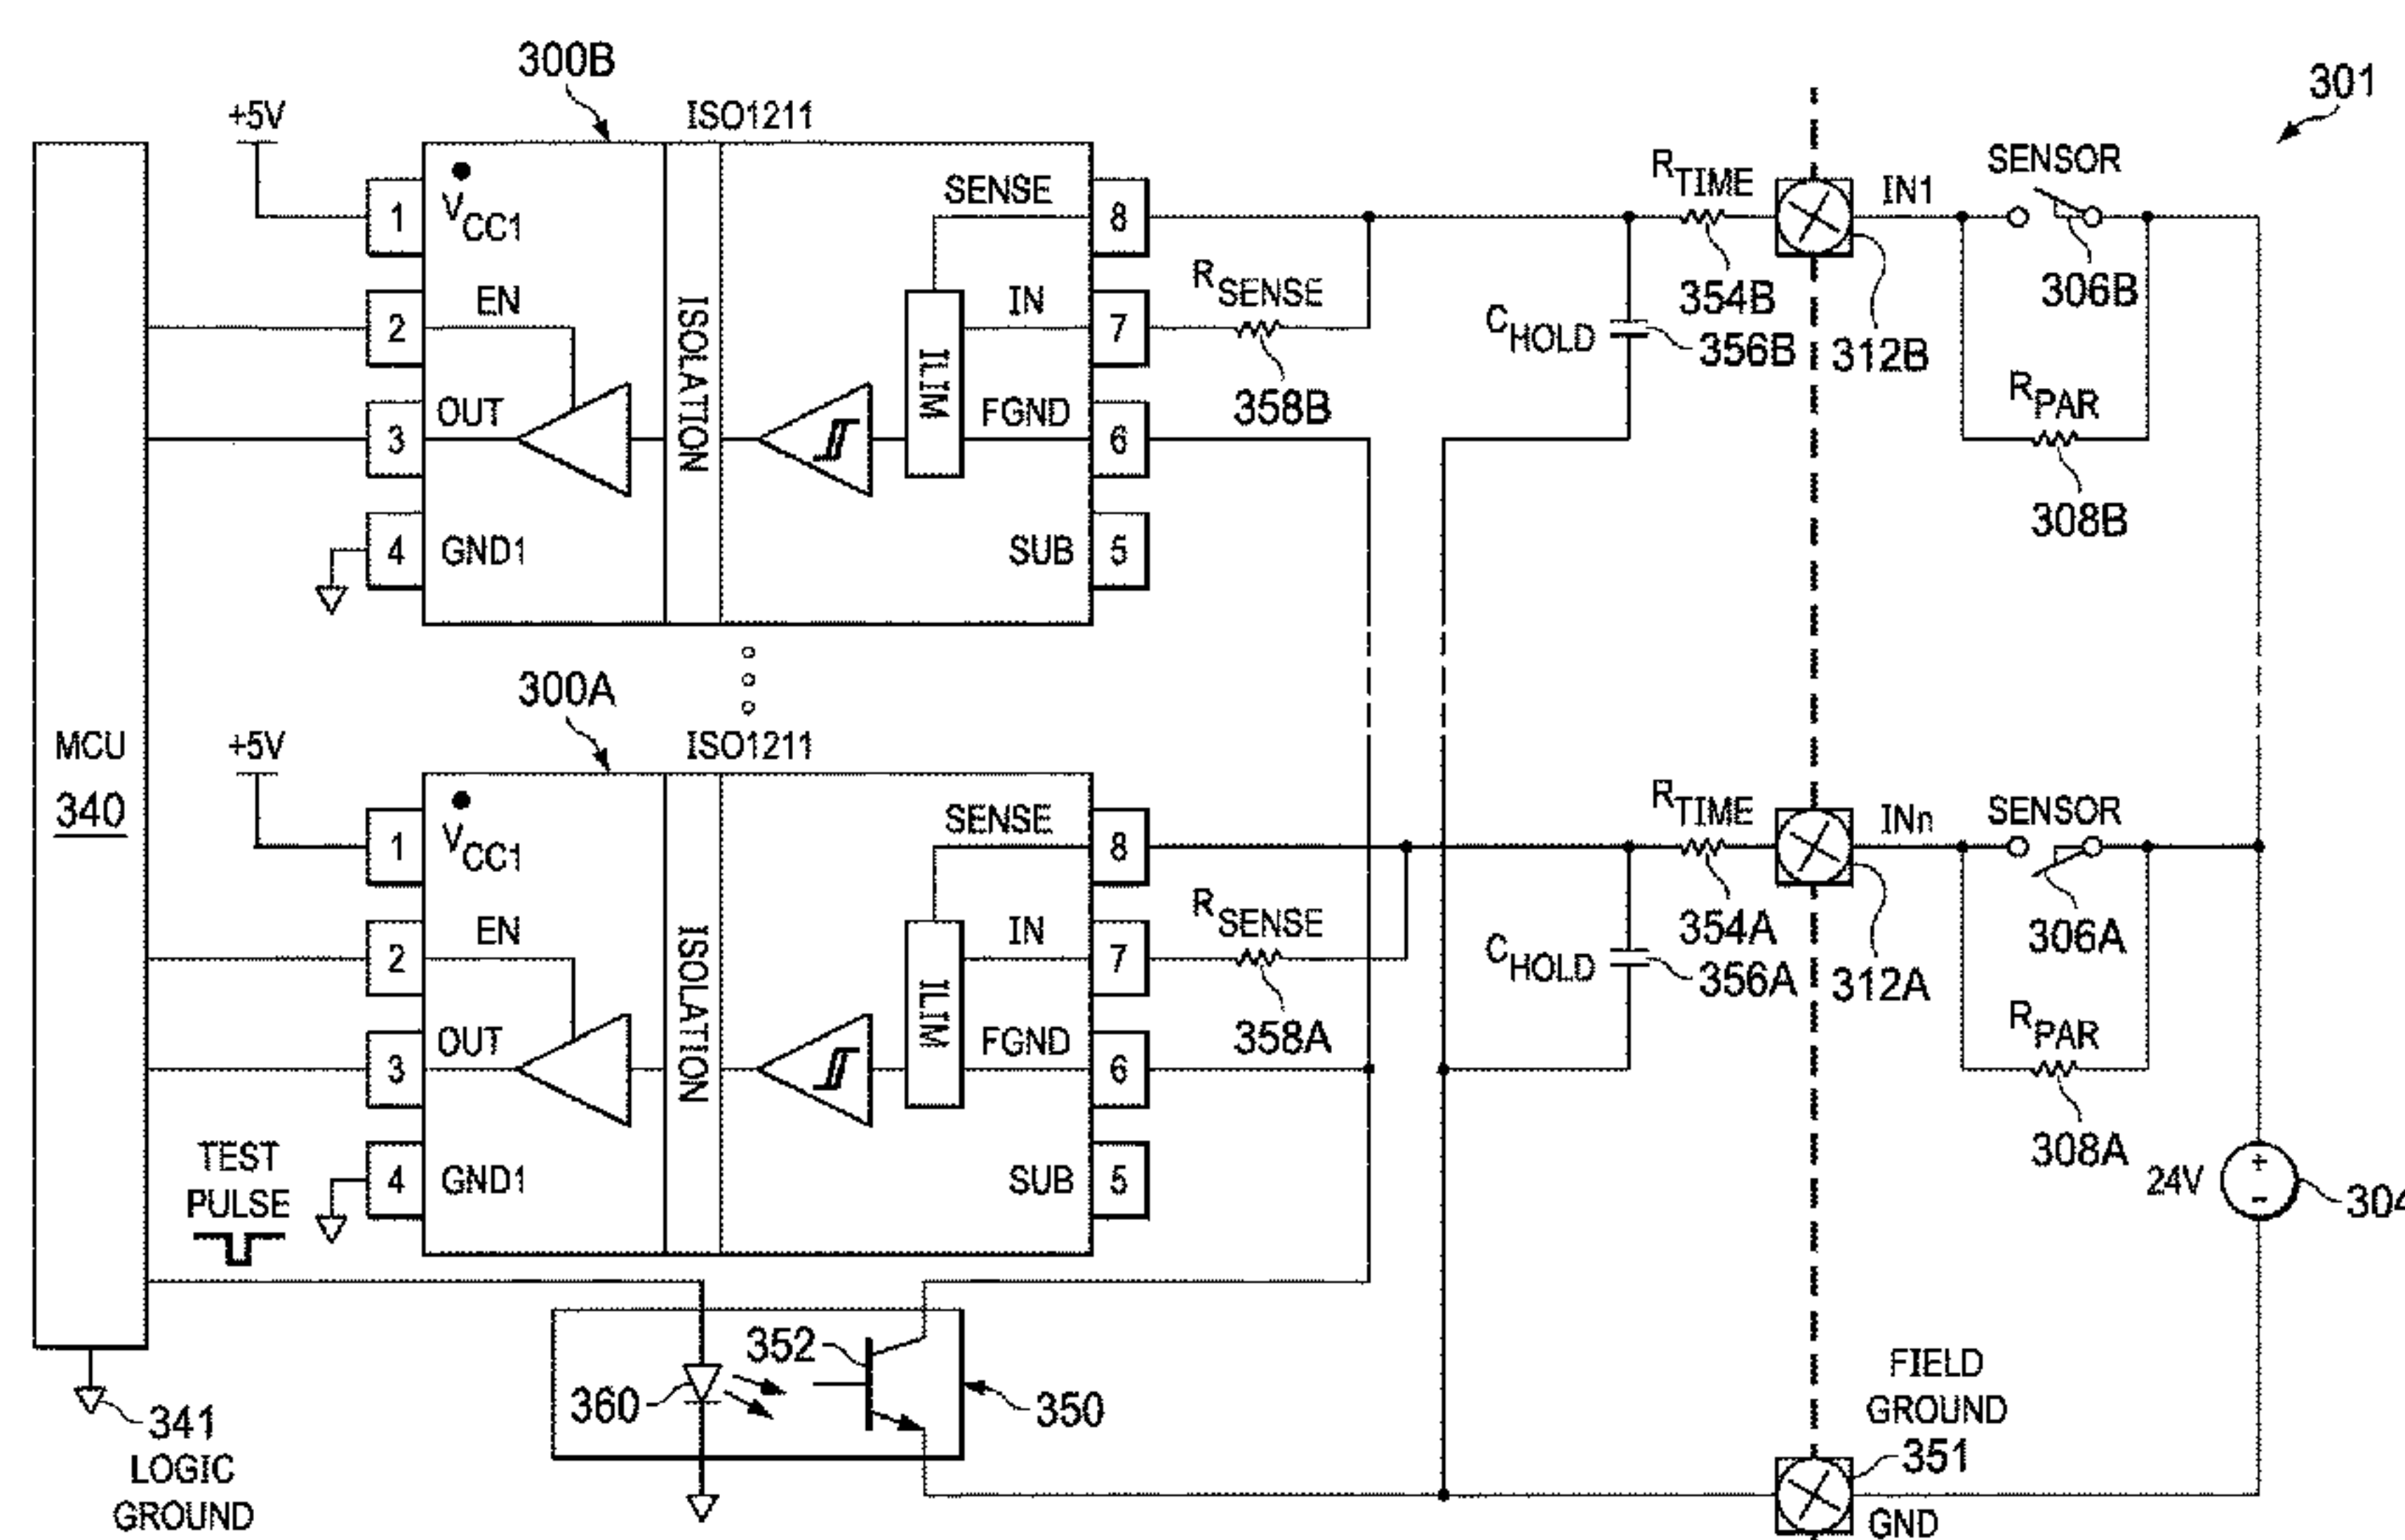 300B
301
+5V
ISO1211
1
VCC1
SENSE
8
RTIME
IN1
SENSOR
354B
306B
312B
2
EN
ISOLATION
ILIM
IN
7
RSENSE
358B
CHOLD
356B
RPAR
308B
3
OUT
FGND
6
4
GND1
SUB
5
MCU
340
300A
+5V
ISO1211
1
VCC1
SENSE
8
RTIME
INn
SENSOR
354A
306A
312A
2
EN
ISOLATION
ILIM
IN
7
RSENSE
358A
CHOLD
356A
RPAR
308A
3
OUT
FGND
6
TEST
PULSE
4
GND1
SUB
5
24V
+
-
304
352
360
350
341
LOGIC
GROUND
FIELD
GROUND
351
GND